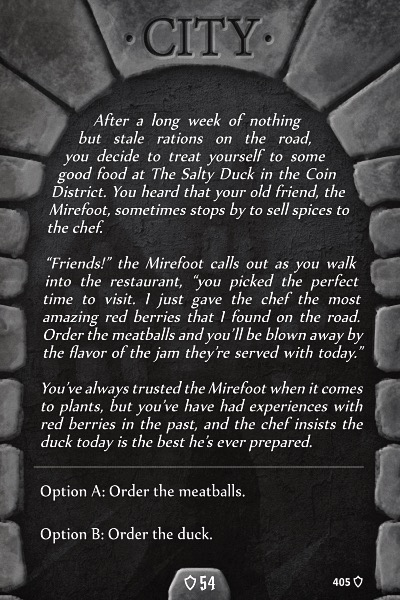 ·CITY·
After a long week of nothing
but stale rations on the road,
you decide to treat yourself to some
good food at The Salty Duck in the Coin
District. You heard that your old friend, the
Mirefoot, sometimes stops by to sell spices to
the chef.
“Friends!” the Mirefoot calls out as you walk
into the restaurant, “you picked the perfect
time to visit. I just gave the chef the most
amazing red berries that I found on the road.
Order the meatballs and you’ll be blown away by
the flavor of the jam they’re served with today.”
You’ve always trusted the Mirefoot when it comes
to plants, but you’ve have had experiences with
red berries in the past, and the chef insists the
duck today is the best he’s ever prepared.
Option A: Order the meatballs.
Option B: Order the duck.
54
405